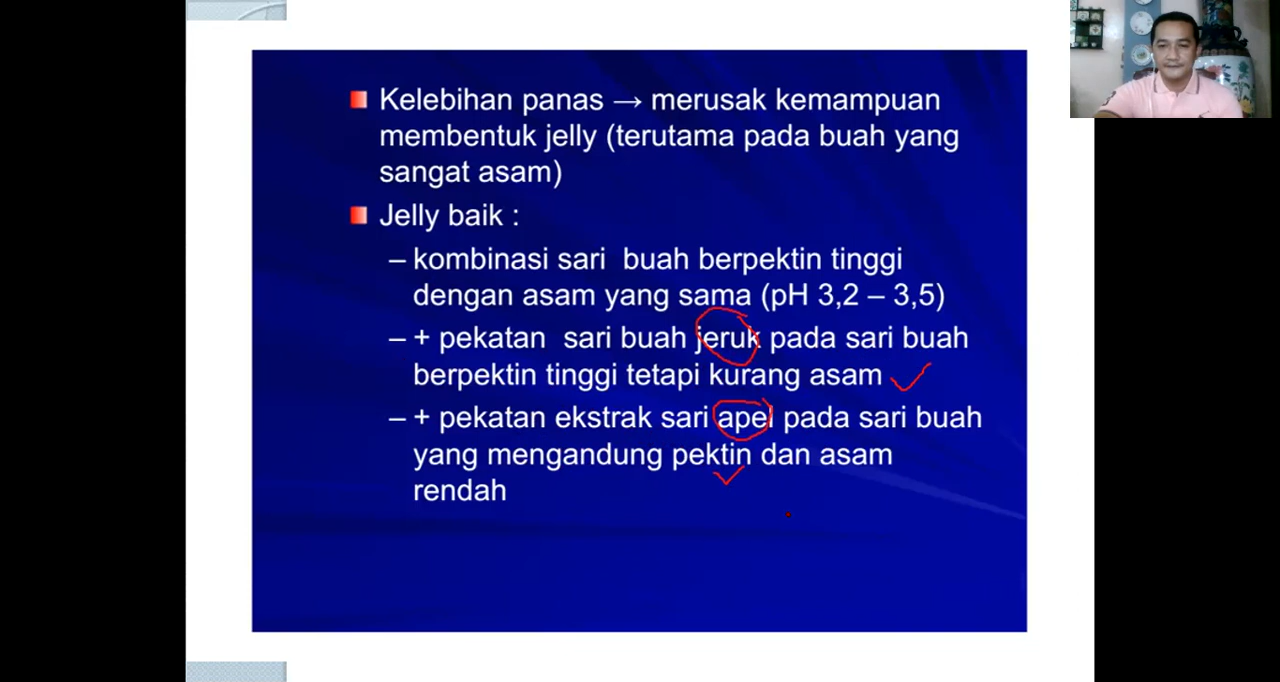 Kelebihan panas → merusak kemampuan
membentuk jelly (terutama pada buah yang
sangat asam)
Jelly baik :
– kombinasi sari buah berpektin tinggi
dengan asam yang sama (pH 3,2 – 3,5)
– + pekatan sari buah jeruk pada sari buah
berpektin tinggi tetapi kurang asam
– + pekatan ekstrak sari apel pada sari buah
yang mengandung pektin dan asam
rendah